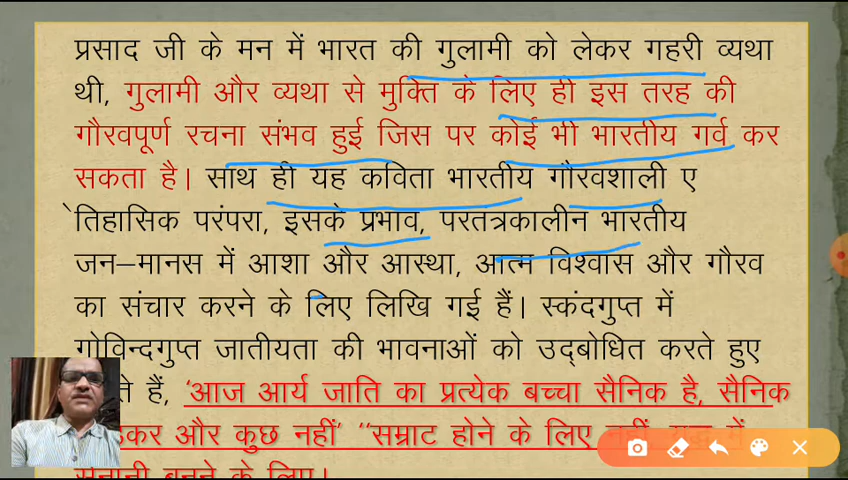 प्रसाद जी के मन में भारत की गुलामी को लेकर गहरी व्यथा
थी, गुलामी और व्यथा से मुक्ति के लिए ही इस तरह की
गौरवपूर्ण रचना संभव हुई जिस पर कोई भी भारतीय गर्व कर
सकता है। साथ ही यह कविता भारतीय गौरवशाली ए
ेतिहासिक परंपरा, इसके प्रभाव, परतंत्रकालीन भारतीय
जन–मानस में आशा और आस्था, आत्म विश्वास और गौरव
का संचार करने के लिए लिखि गई हैं। स्कंदगुप्त में
गोविन्दगुप्त जातीयता की भावनाओं को उद्बोधित करते हुए
हैं, ‘आज आर्य जाति का प्रत्येक बच्चा सैनिक है, सैनिक
और कुछ नहीं’ ‘‘सम्राट होने के लिए